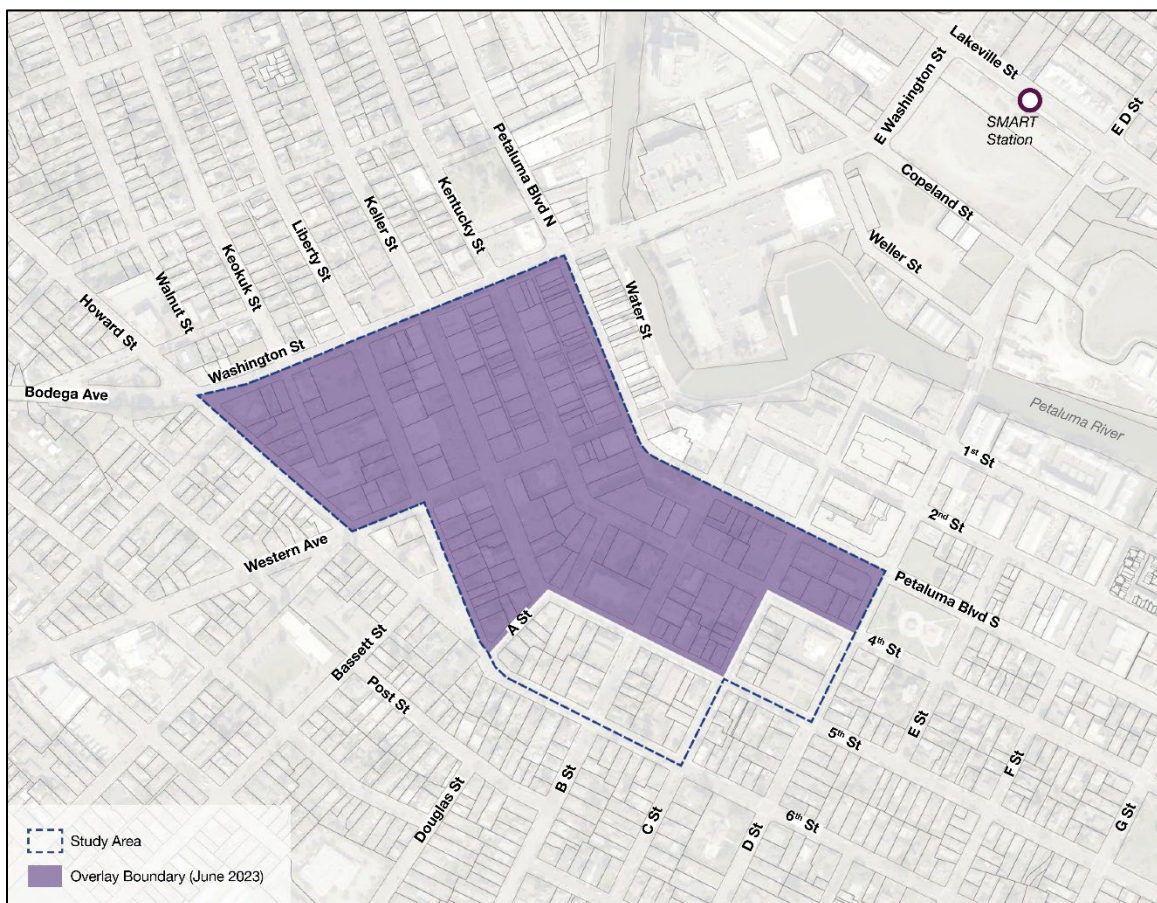 Lakeville St
E Washington St
SMART
Station
E D St
Petaluma Blvd N
Copeland St
Kentucky St
Keller St
Weller St
Liberty St
Keokuk St
Walnut St
Water St
Howard St
Washington St
Bodega Ave
Petaluma River
1st St
2nd St
Western Ave
Petaluma Blvd S
A St
4th St
Bassett St
Post St
5th St
E St
F St
B St
Douglas St
C St
D St
6th St
G St
Study Area
Overlay Boundary (June 2023)